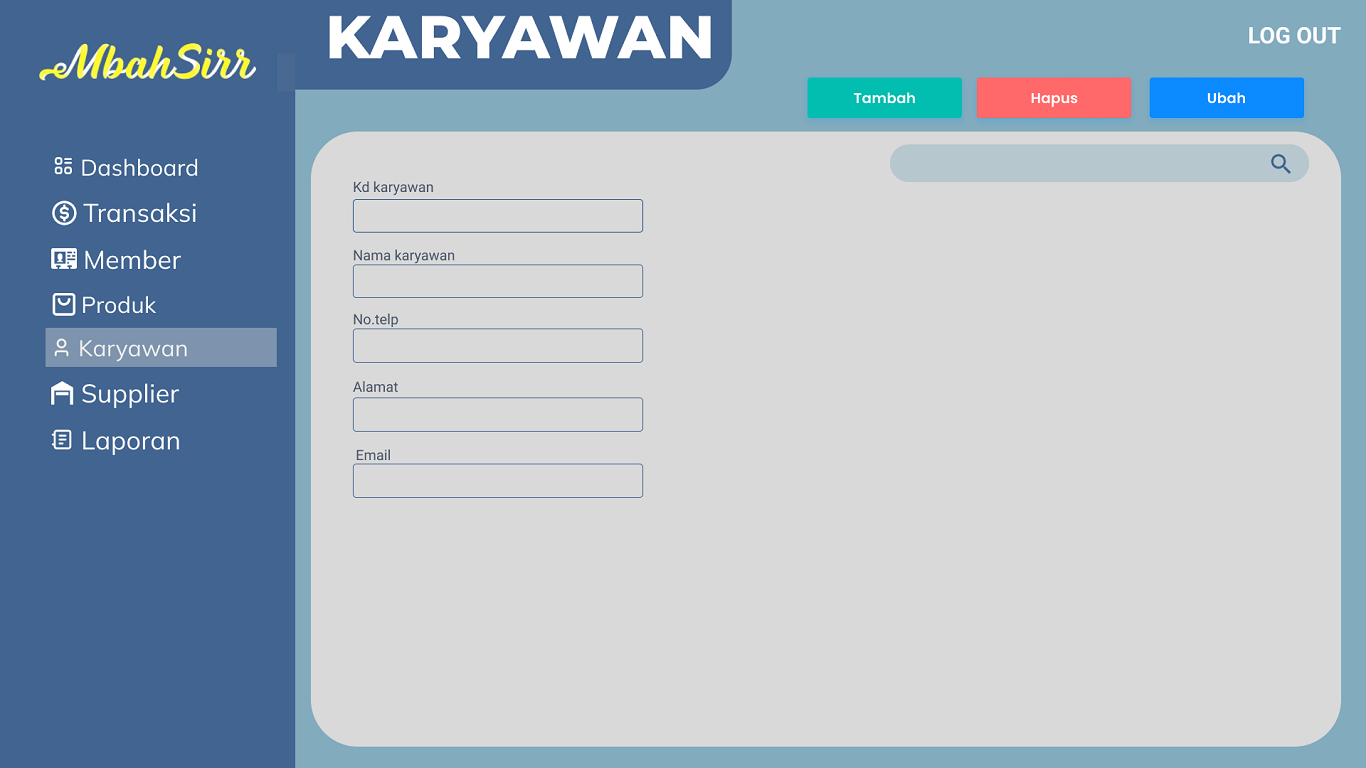 MbahSirr
KARYAWAN
LOG OUT
Tambah
Hapus
Ubah
Dashboard
Transaksi
Member
Produk
Karyawan
Supplier
Laporan
Kd karyawan
Nama karyawan
No.telp
Alamat
Email